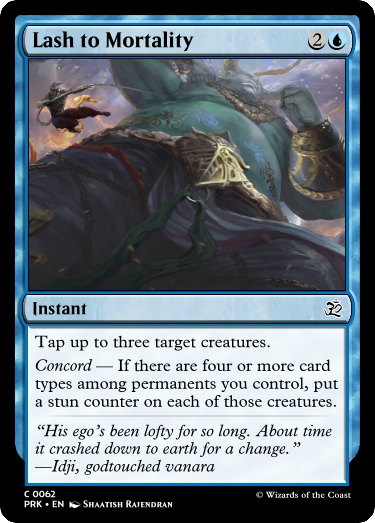 Lash to Mortality 2
Instant
Tap up to three target creatures.
Concord — If there are four or more card
types among permanents you control, put
a stun counter on each of those creatures.
“His ego’s been lofty for so long. About time
it crashed down to earth for a change.”
—Idji, godtouched vanara
C 0062
PRK • EN Shaatish Rajendran
© Wizards of the Coast